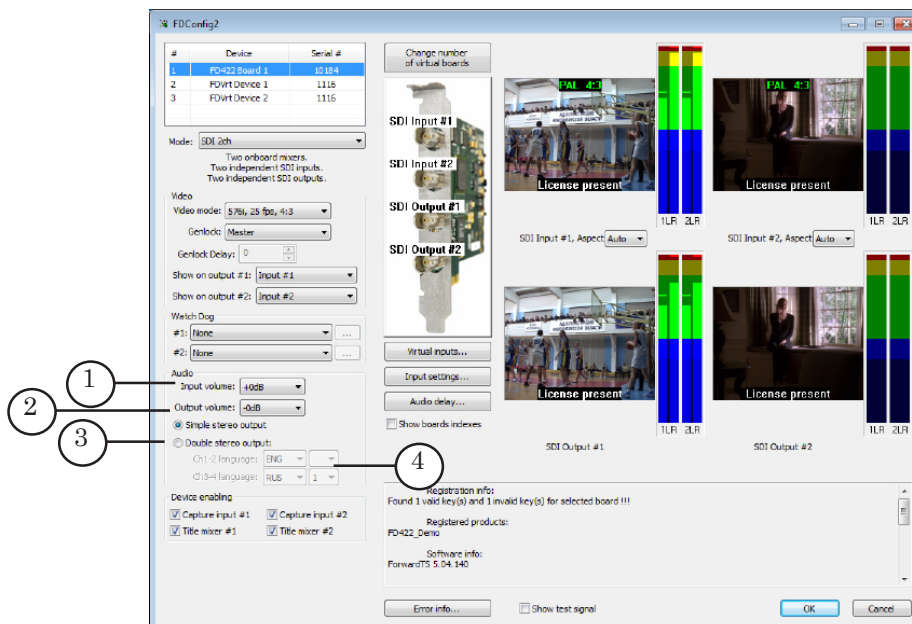 FDConfig2
# Device Serial #
1 FD422 Board 1 10184
2 FDVrt Device 1 1116
3 FDVrt Device 2 1116
Mode: SDI 2ch
Two onboard mixers.
Two independent SDI inputs.
Two independent SDI outputs.
Video
Video mode: 576i, 25 fps, 4:3
Genlock: Master
Genlock Delay: 0
Show on output #1: Input #1
Show on output #2: Input #2
Watch Dog
#1: None ...
#2: None ...
1
Audio
Input volume: +0dB
2
Output volume: -0dB
Simple stereo output
3
Double stereo output:
Ch1-2 language: ENG
4
Ch3-4 language: RUS 1
Device enabling
Capture input #1 Capture input #2
Title mixer #1 Title mixer #2
Change number
of virtual boards
SDI Input #1
SDI Input #2
SDI Output #1
SDI Output #2
Virtual inputs...
Input settings...
Audio delay...
Show boards indexes
PAL 4:3
License present
1LR 2LR
SDI Input #1, Aspect Auto
PAL 4:3
License present
1LR 2LR
SDI Input #2, Aspect Auto
License present
1LR 2LR
SDI Output #1
License present
1LR 2LR
SDI Output #2
Registration info:
Found 1 valid key(s) and 1 invalid key(s) for selected board !!!
Registered products:
FD422_Demo
Software info:
ForwardTS 5.04.140
Error info...
Show test signal
OK
Cancel